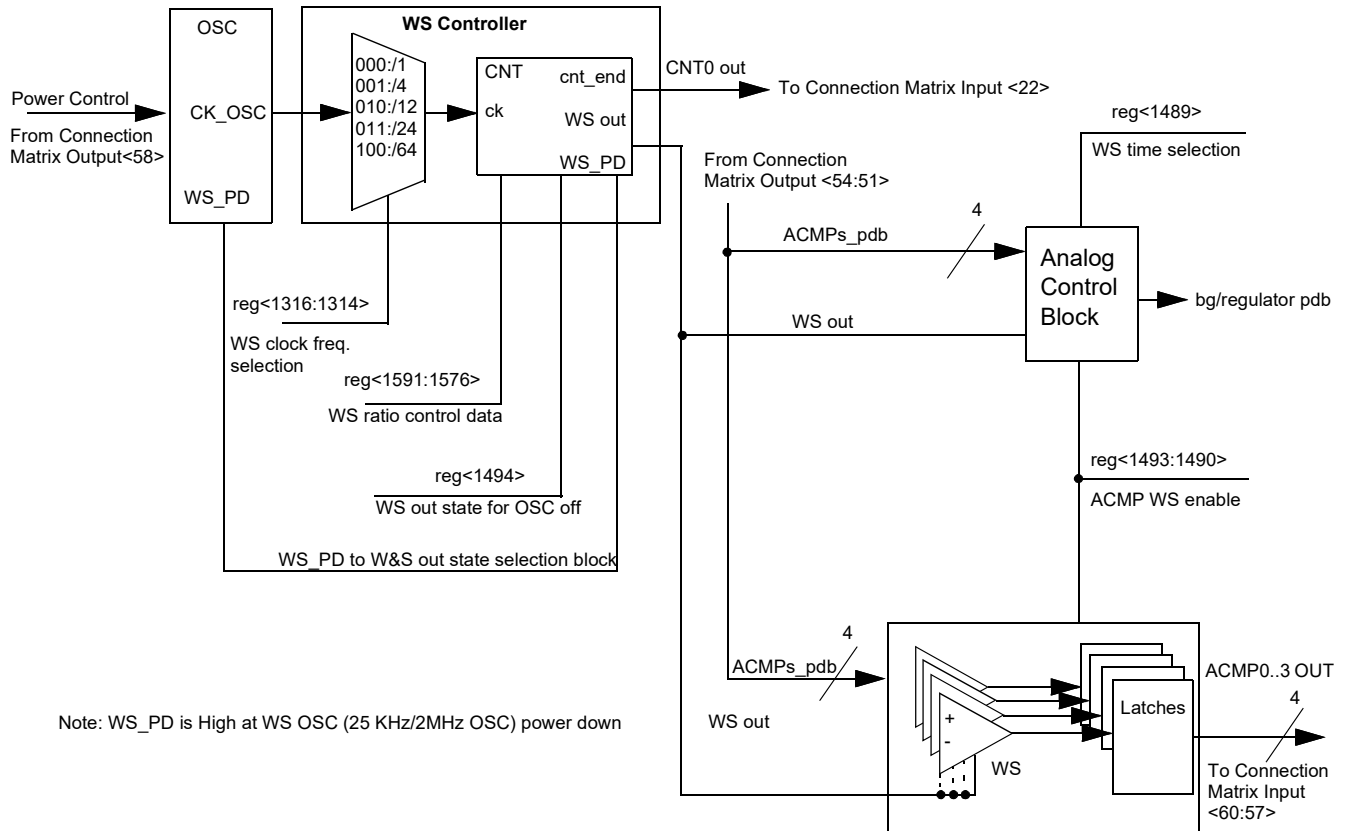 OSC
WS Controller
000:/1
001:/4
010:/12
011:/24
100:/64
CNT
cnt_end
ck
WS out
WS_PD
CNT0 out
To Connection Matrix Input <22>
Power Control
CK_OSC
From Connection
Matrix Output<58>
WS_PD
reg<1489>
WS time selection
From Connection
Matrix Output <54:51>
4
ACMPs_pdb
Analog
Control
Block
bg/regulator pdb
WS out
reg<1316:1314>
WS clock freq.
selection
reg<1591:1576>
WS ratio control data
reg<1494>
WS out state for OSC off
reg<1493:1490>
ACMP WS enable
WS_PD to W&S out state selection block
4
ACMPs_pdb
WS out
+
-
WS
Latches
ACMP0..3 OUT
4
To Connection
Matrix Input
<60:57>
Note: WS_PD is High at WS OSC (25 KHz/2MHz OSC) power down